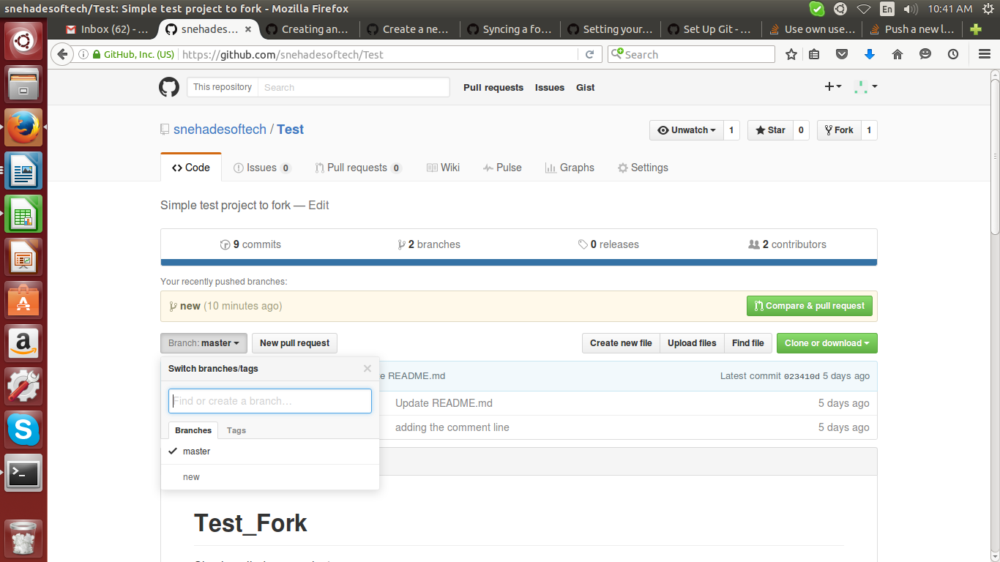 snehadesoftech/Test: Simple test project to fork - Mozilla Firefox
En
10:41 AM
Inbox (62) - ...
snehades...
Creating an...
Create a ne...
Syncing a fo...
Setting your...
Set Up Git - ...
Use own use...
Push a new l...
GitHub, Inc. (US)
https://github.com/snehadesoftech/Test
Search
This repository
Search
Pull requests
Issues
Gist
snehadesoftech / Test
Unwatch
1
Star
0
Fork
1
Code
Issues 0
Pull requests 0
Wiki
Pulse
Graphs
Settings
Simple test project to fork — Edit
9 commits
2 branches
0 releases
2 contributors
Your recently pushed branches:
new (10 minutes ago)
Compare & pull request
Branch: master
New pull request
Create new file
Upload files
Find file
Clone or download
Switch branches/tags
README.md
Latest commit 023410d 5 days ago
Find or create a branch...
Update README.md
5 days ago
adding the comment line
5 days ago
Branches
Tags
master
new
Test_Fork